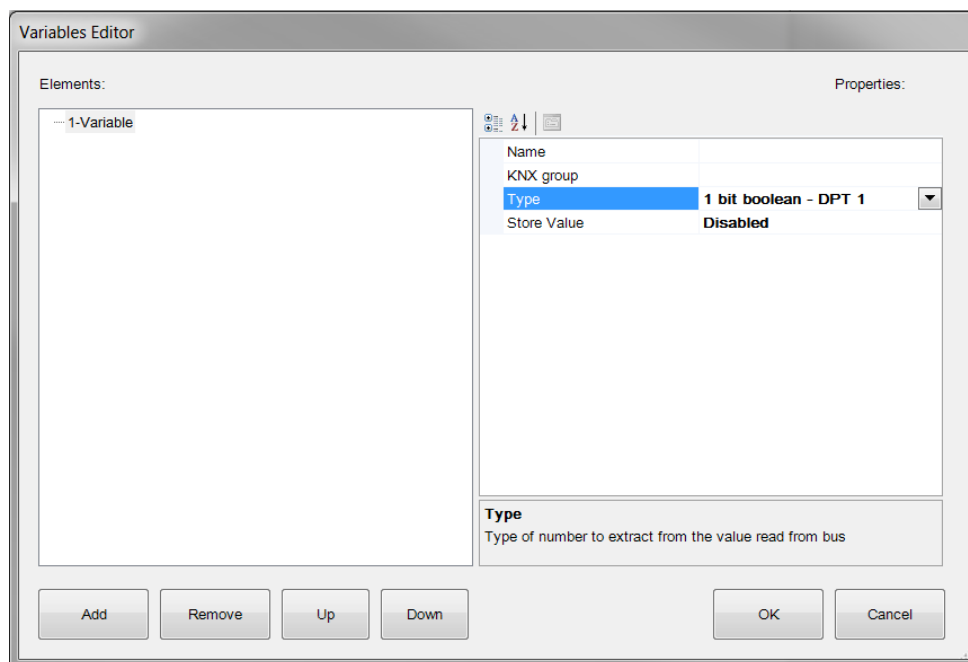 Variables Editor
Elements:
Properties:
1-Variable
Name
KNX group
Type 1 bit boolean - DPT 1
Store Value Disabled
Type
Type of number to extract from the value read from bus
Add Remove Up Down OK Cancel